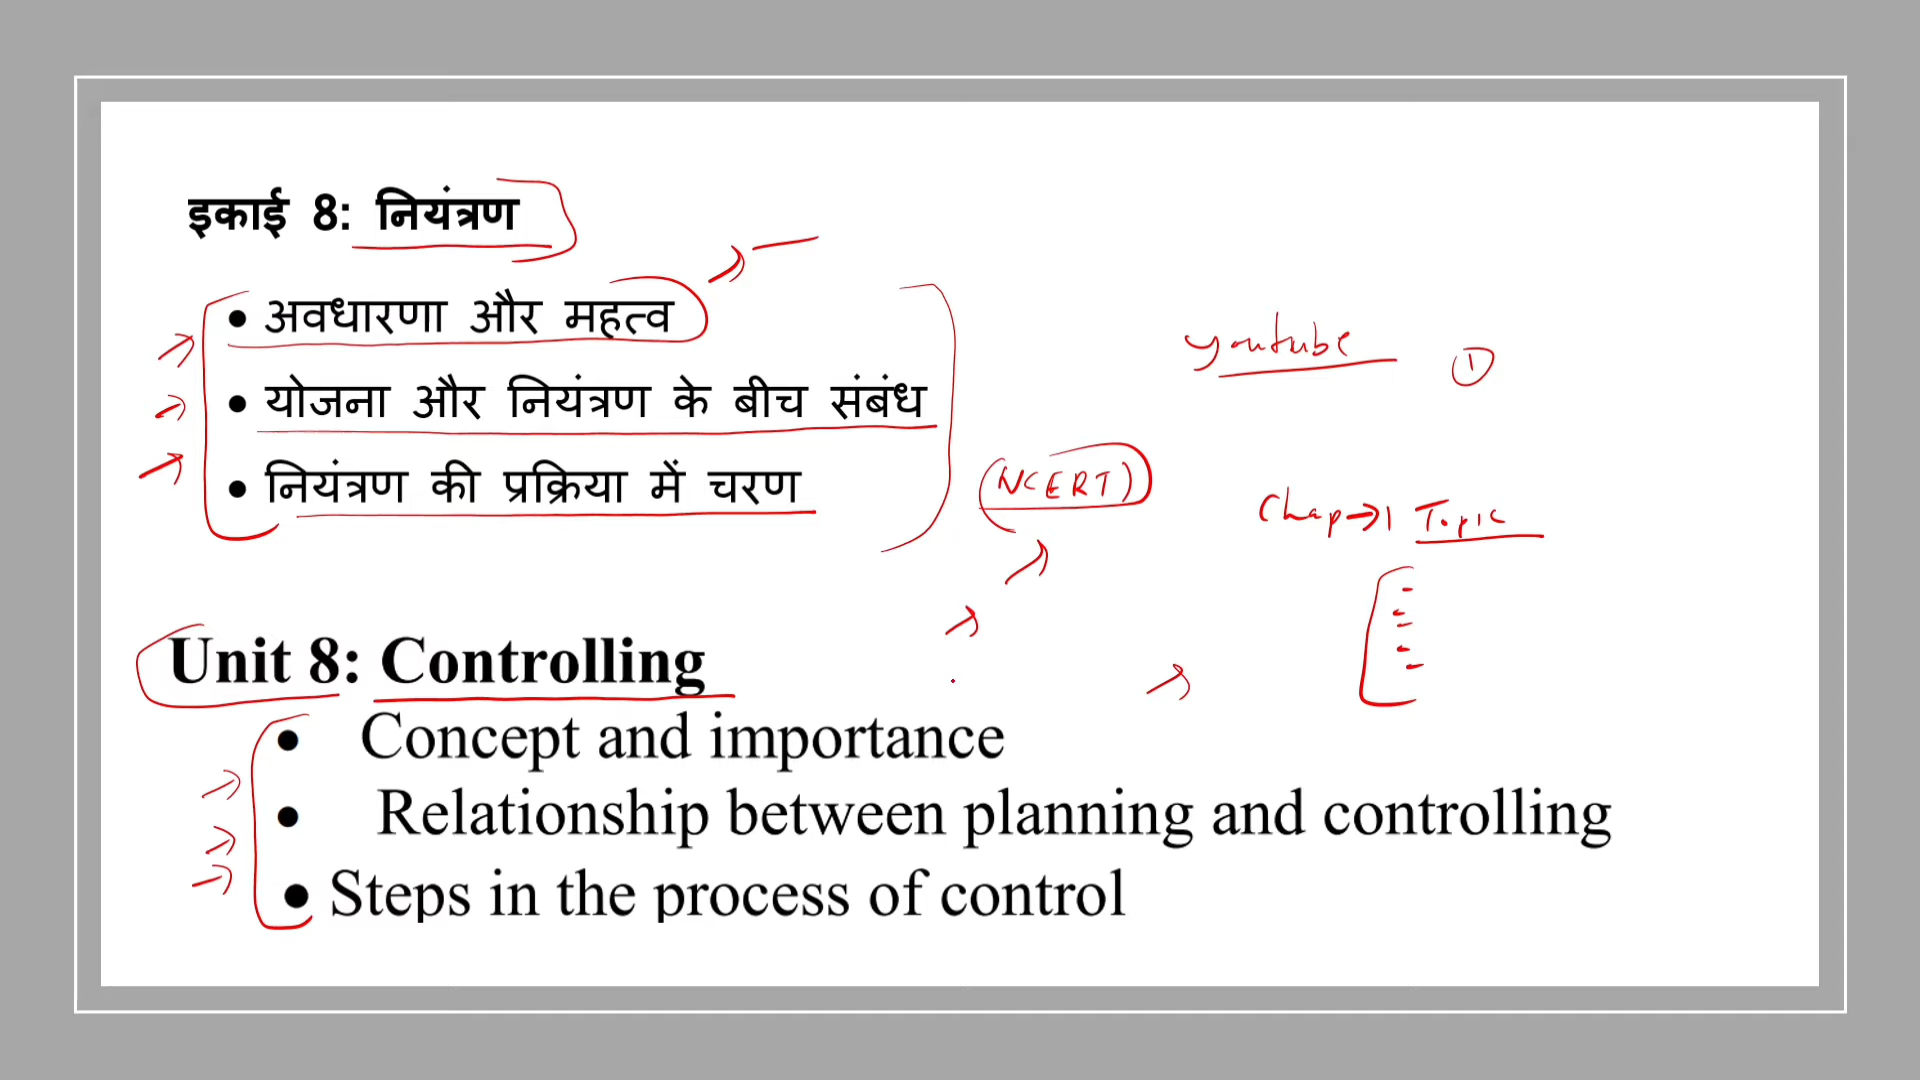 इकाई 8: नियंत्रण
• अवधारणा और महत्व
• योजना और नियंत्रण के बीच संबंध
• नियंत्रण की प्रक्रिया में चरण
youtube ①
(NCERT)
Chap→1 Topic
Unit 8: Controlling
• Concept and importance
• Relationship between planning and controlling
• Steps in the process of control